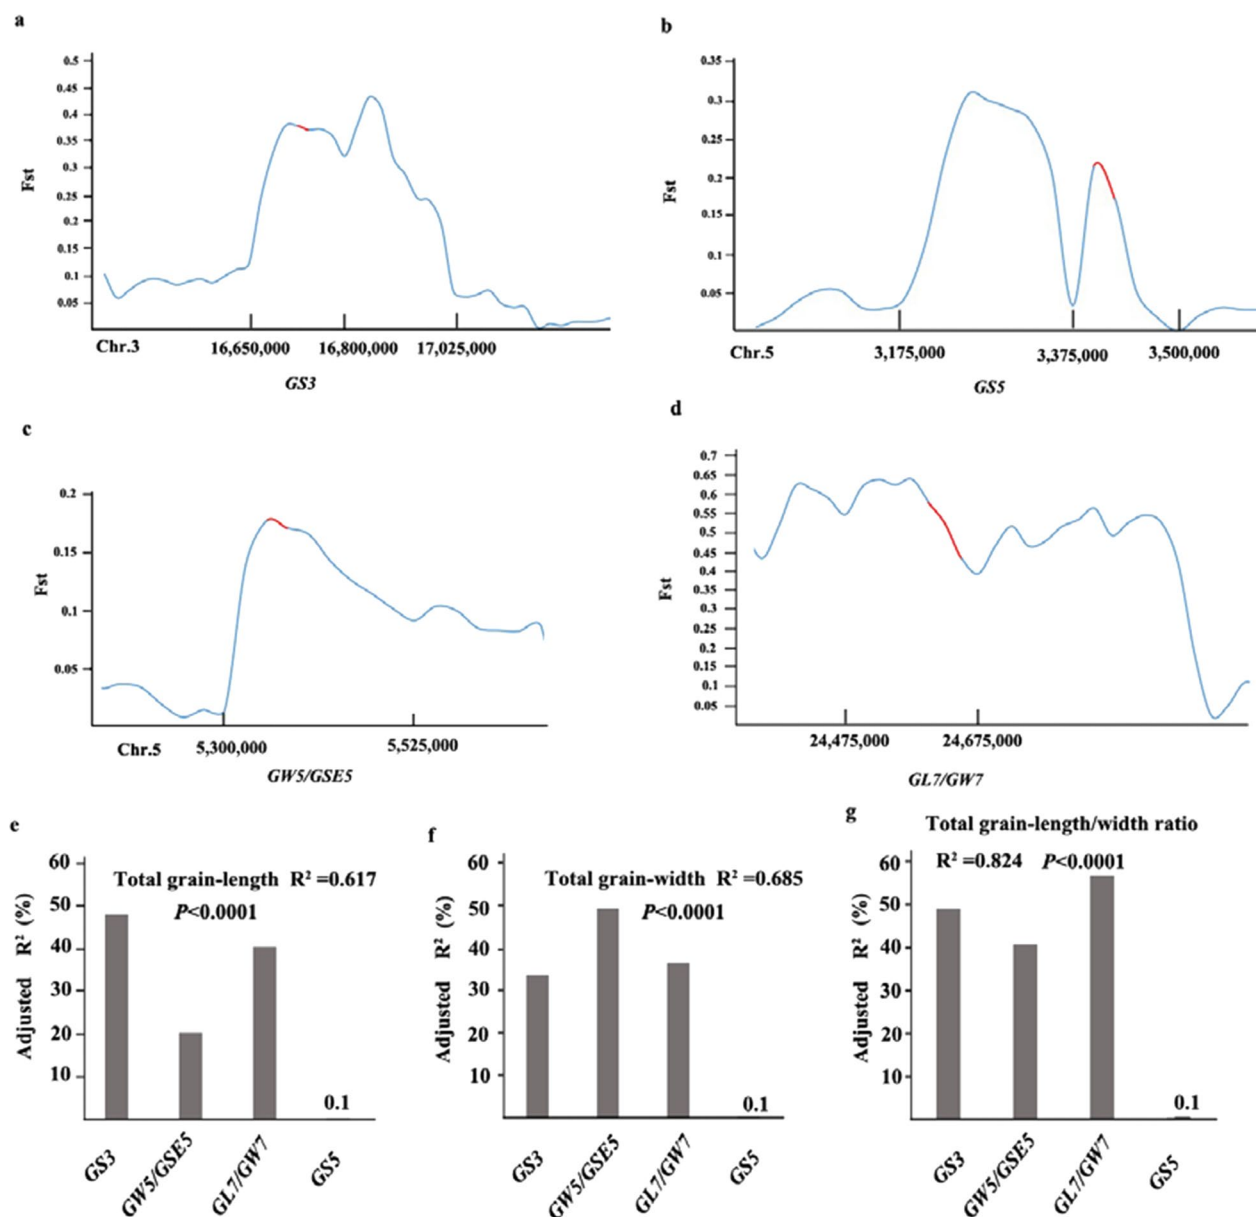 a
0.5
0.45
0.4
0.35
0.3
0.25
0.2
0.15
0.1
0.05
Fst
Chr.3 16,650,000 16,800,000 17,025,000
GS3
b
0.35
0.3
0.25
0.2
0.15
0.1
0.05
Fst
Chr.5 3,175,000 3,375,000 3,500,000
GS5
c
0.2
0.15
0.1
0.05
Fst
Chr.5 5,300,000 5,525,000
GW5/GSE5
d
0.7
0.6
0.55
0.5
0.45
0.4
0.35
0.3
0.25
0.2
0.15
0.1
0.05
Fst
24,475,000 24,675,000
GL7/GW7
e
Total grain-length R² =0.617
P<0.0001
60
50
40
30
20
10
Adjusted R² (%)
0.1
GS3 GW5/GSE5 GL7/GW7 GS5
f
Total grain-width R² =0.685
P<0.0001
60
50
40
30
20
10
Adjusted R² (%)
0.1
GS3 GW5/GSE5 GL7/GW7 GS5
g
Total grain-length/width ratio
R² =0.824 P<0.0001
60
50
40
30
20
10
Adjusted R² (%)
0.1
GS3 GW5/GSE5 GL7/GW7 GS5